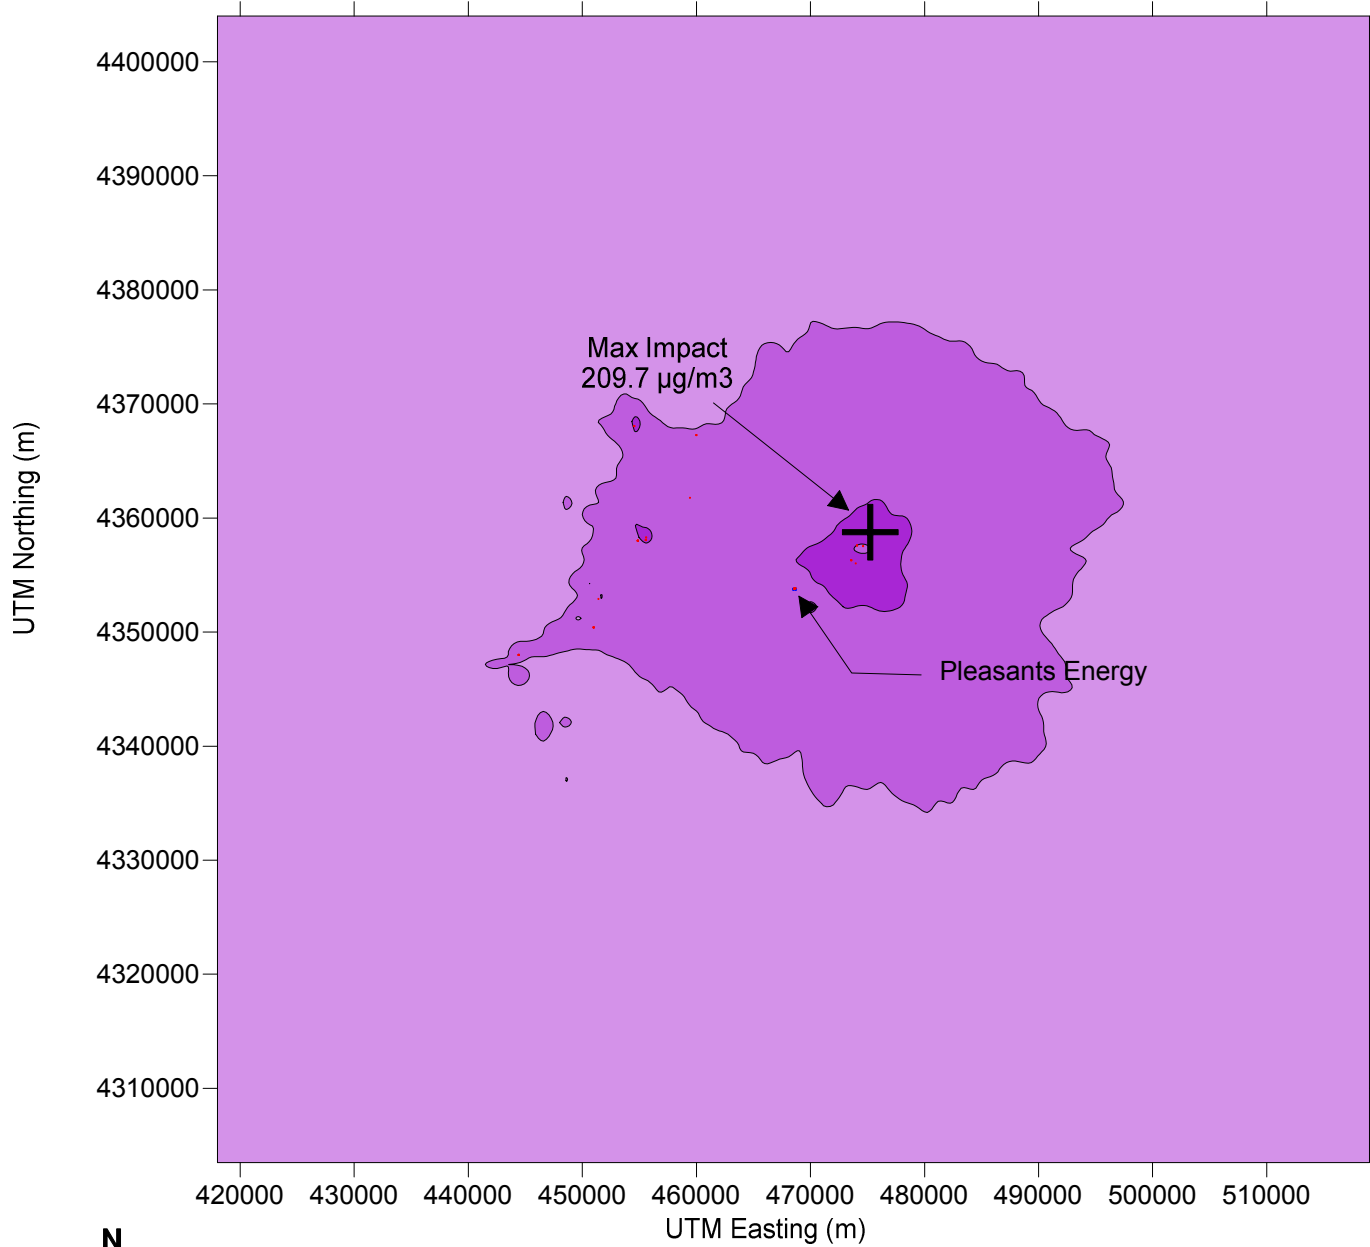 4400000
4390000
4380000
4370000
4360000
4350000
4340000
4330000
4320000
4310000
UTM Northing (m)
Max Impact
209.7 µg/m3
Pleasants Energy
420000 430000 440000 450000 460000 470000 480000 490000 500000 510000
UTM Easting (m)
N